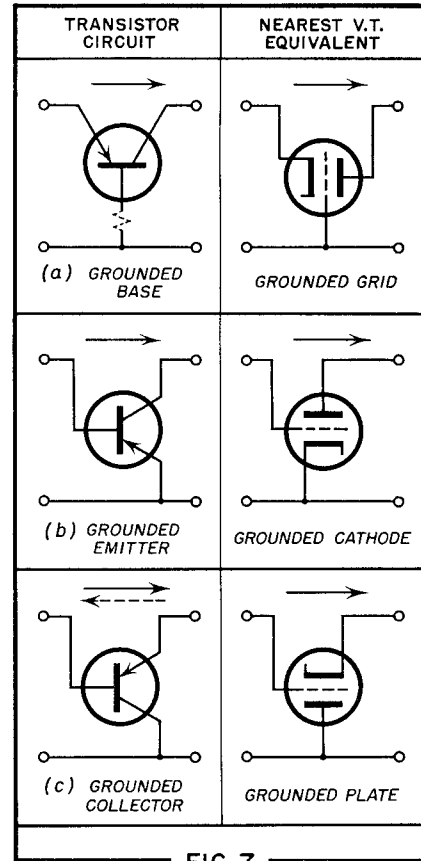 TRANSISTOR
CIRCUIT
NEAREST V.T.
EQUIVALENT
(a) GROUNDED
BASE
GROUNDED GRID
(b) GROUNDED
EMITTER
GROUNDED CATHODE
(c) GROUNDED
COLLECTOR
GROUNDED PLATE